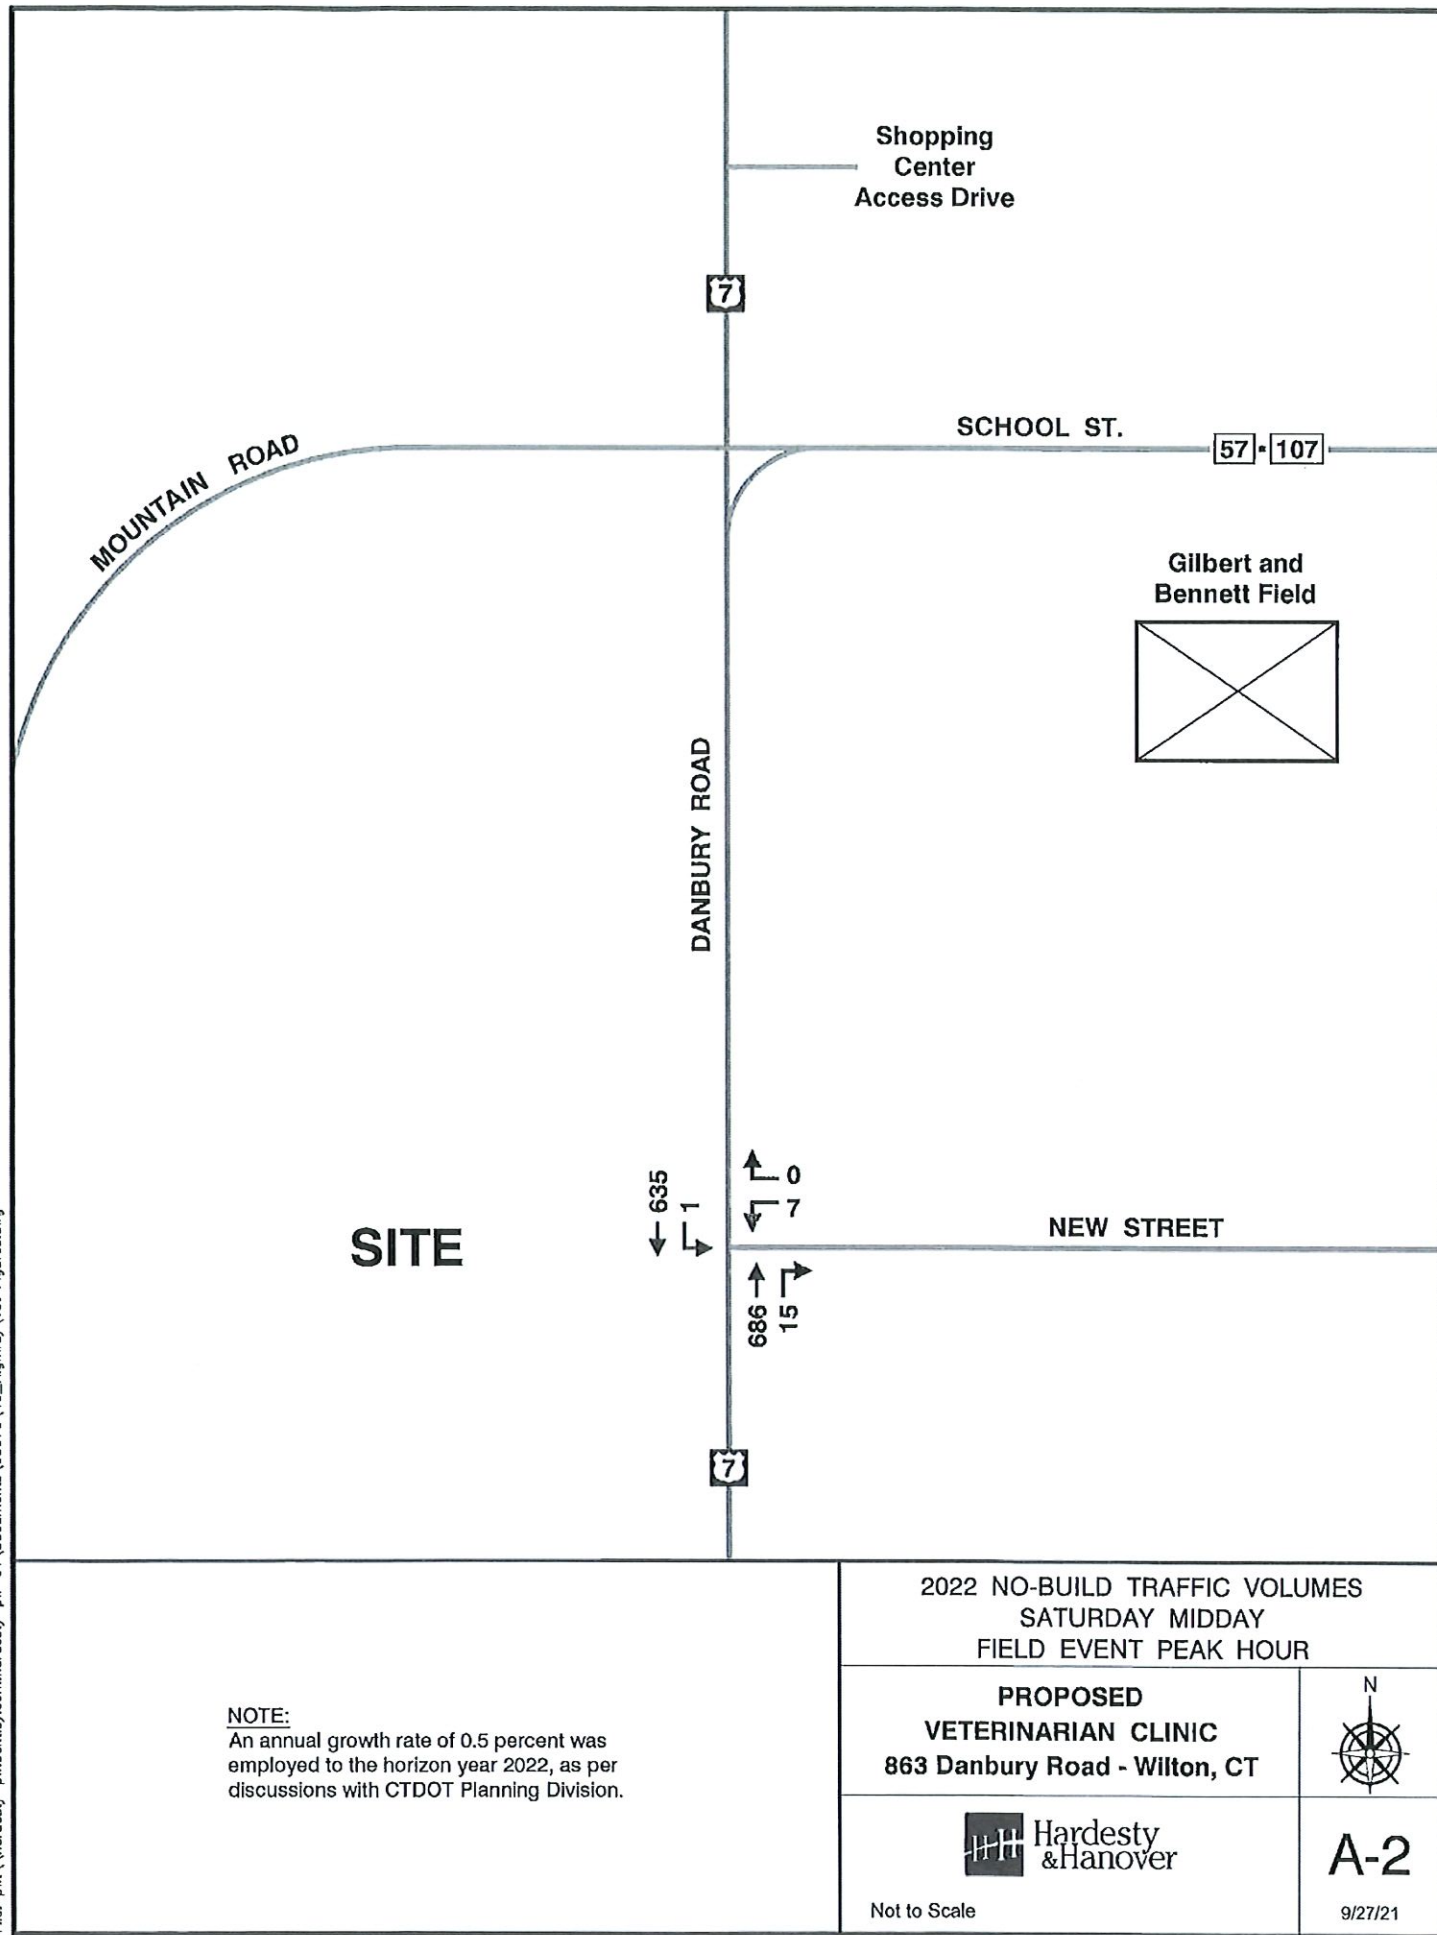 Shopping
Center
Access Drive
7
SCHOOL ST.
57 - 107
MOUNTAIN ROAD
Gilbert and
Bennett Field
DANBURY ROAD
635
1
0
7
SITE
NEW STREET
686
15
7
2022 NO-BUILD TRAFFIC VOLUMES
SATURDAY MIDDAY
FIELD EVENT PEAK HOUR
NOTE:
An annual growth rate of 0.5 percent was
employed to the horizon year 2022, as per
discussions with CTDOT Planning Division.
PROPOSED
VETERINARIAN CLINIC
863 Danbury Road - Wilton, CT
N
HH
Hardesty
&Hanover
Not to Scale
A-2
9/27/21